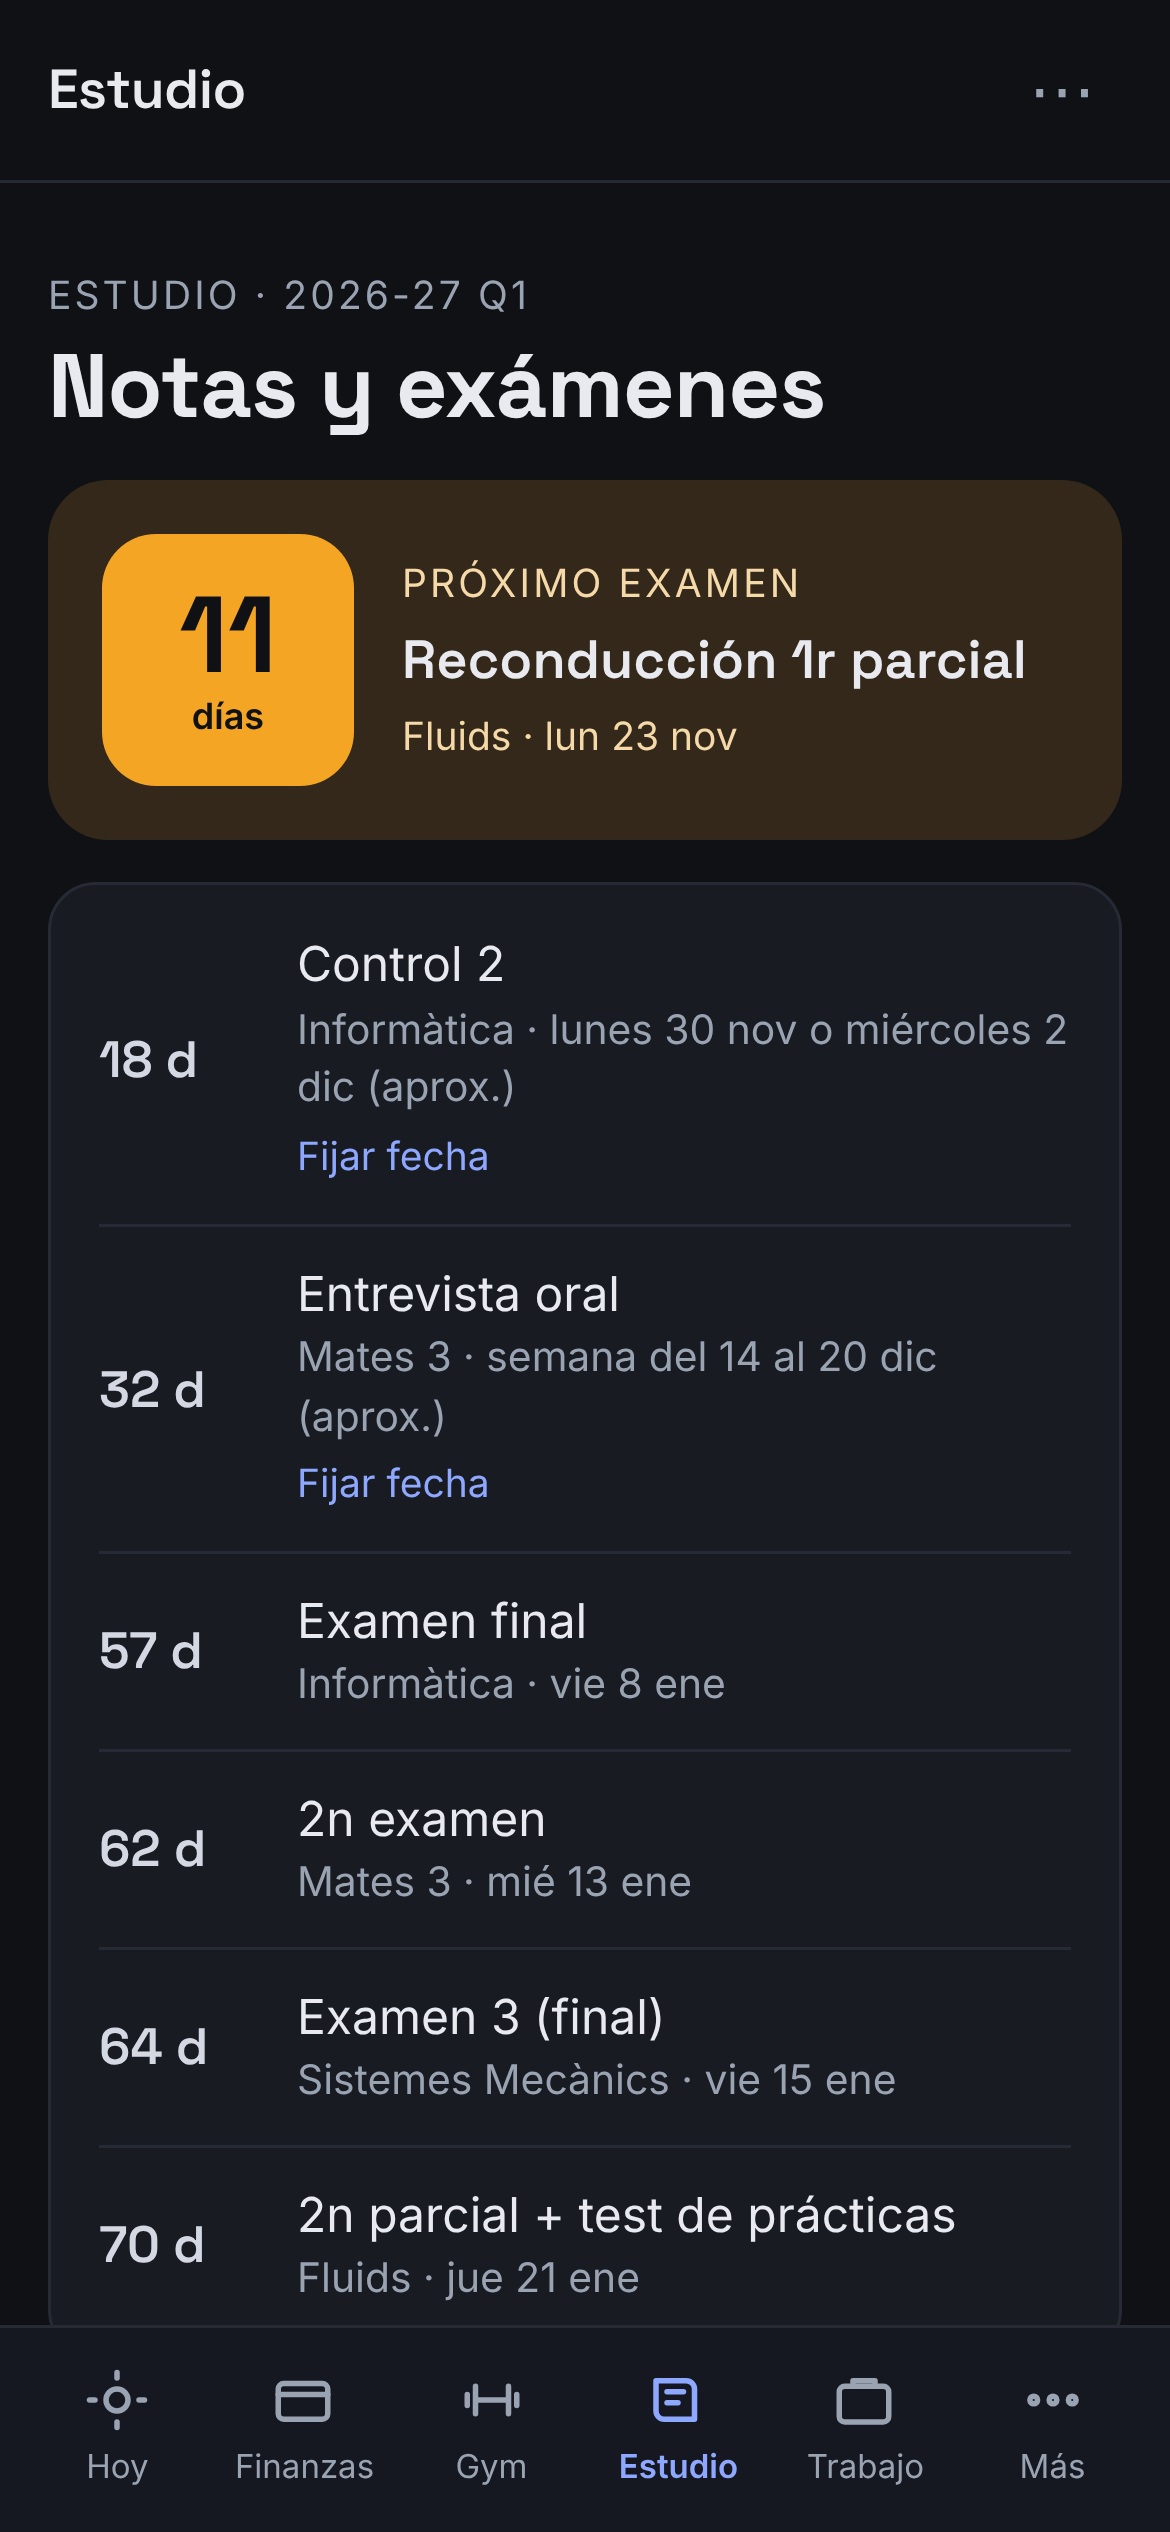 Estudio
ESTUDIO · 2026-27 Q1
Notas y exámenes
11
días
PRÓXIMO EXAMEN
Reconducción 1r parcial
Fluids · lun 23 nov
18 d
Control 2
Informàtica · lunes 30 nov o miércoles 2
dic (aprox.)
Fijar fecha
32 d
Entrevista oral
Mates 3 · semana del 14 al 20 dic
(aprox.)
Fijar fecha
57 d
Examen final
Informàtica · vie 8 ene
62 d
2n examen
Mates 3 · mié 13 ene
64 d
Examen 3 (final)
Sistemes Mecànics · vie 15 ene
70 d
2n parcial + test de prácticas
Fluids · jue 21 ene
Hoy
Finanzas
Gym
Estudio
Trabajo
Más